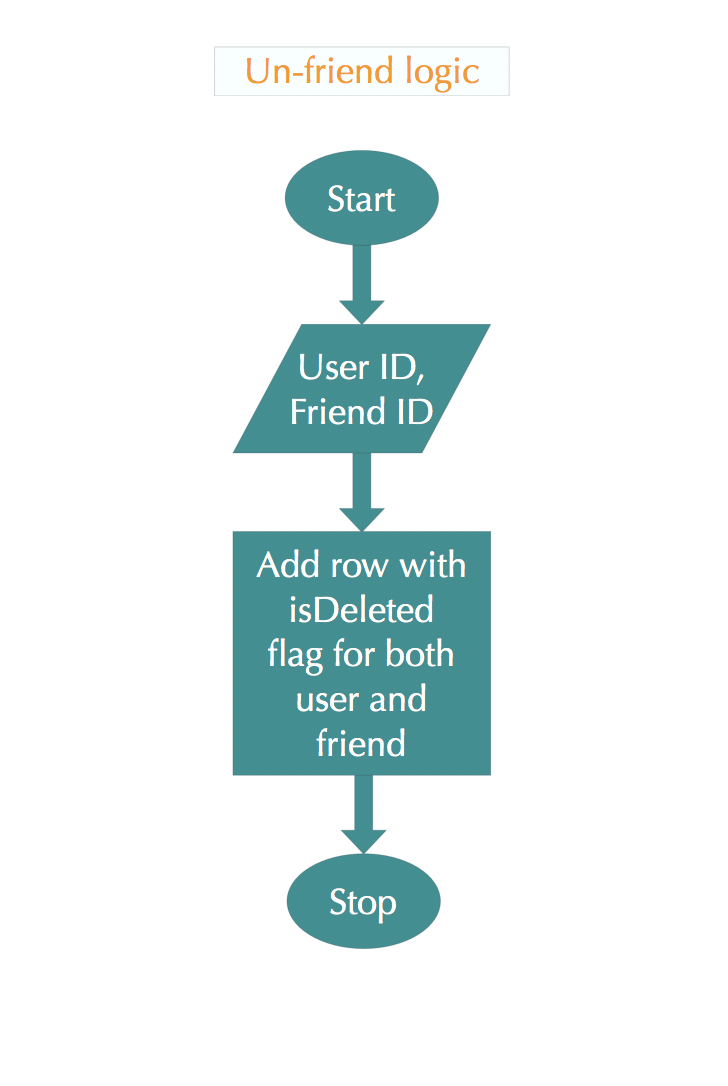 Un-friend logic
Start
User ID,
Friend ID
Add row with
isDeleted
flag for both
user and
friend
Stop